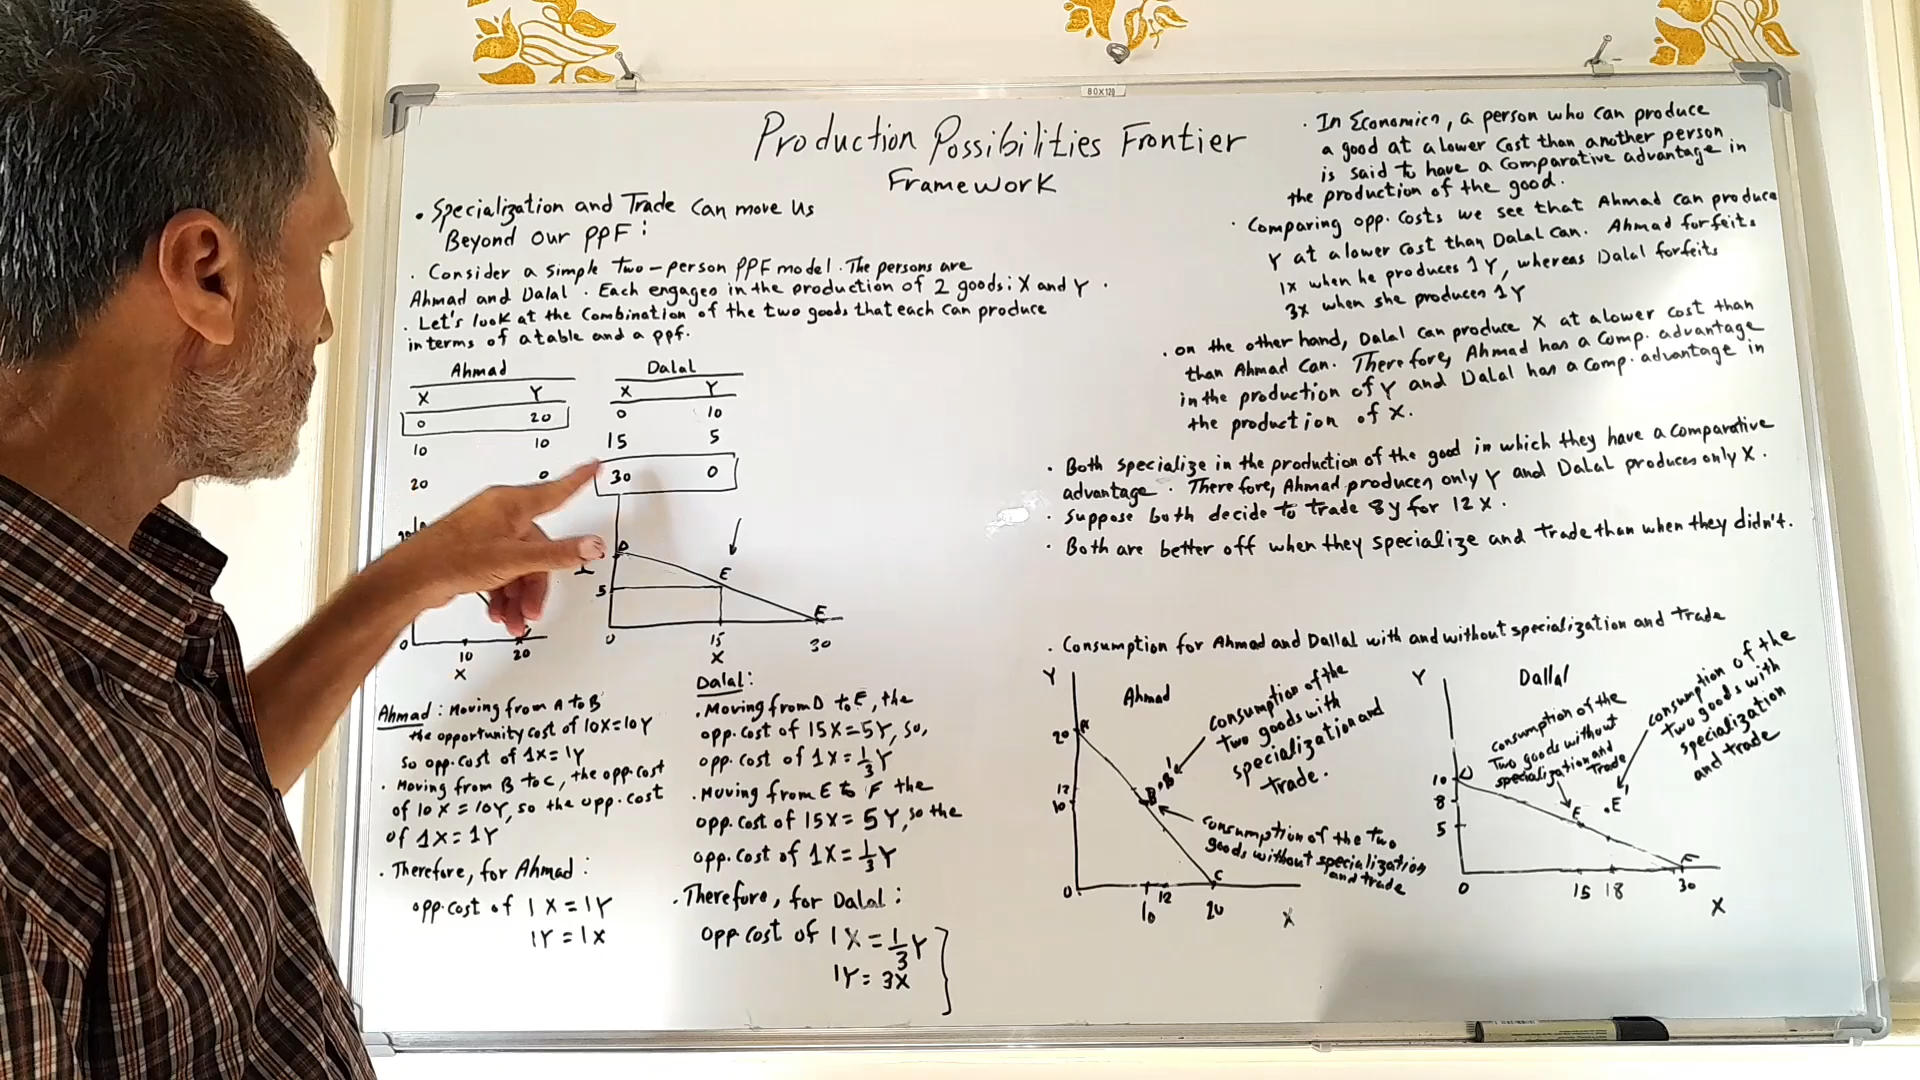 80X120
Production Possibilities Frontier
Framework
• Specialization and Trade can move Us
Beyond Our PPF:
• Consider a Simple Two-person PPF model. The persons are
Ahmad and Dalal. Each engages in the production of 2 goods: X and Y.
• Let's look at the Combination of the two goods that each can produce
in terms of a table and a ppf.
Ahmad
X Y
0 20
10 10
20 0
Dalal
X Y
0 10
15 5
30 0
0 10 20
X
D
E
E
5
0 15 30
X
Ahmad: Moving from A to B
the opportunity cost of 10X=10Y
so opp.cost of 1X=1Y
• Moving from B to C, the opp.cost
of 10X=10Y, so the opp.cost
of 1X=1Y
• Therefore, for Ahmad:
opp.cost of 1X=1Y
1Y=1X
Dalal:
• Moving from D to E, the
opp.cost of 15X=5Y, so,
opp.cost of 1X=1/3Y
• Moving from E to F the
opp.cost of 15X=5Y, so the
opp.cost of 1X=1/3Y
• Therefore, for Dalal:
opp.cost of 1X=1/3Y
1Y=3X
• In Economics, a person who can produce
a good at a lower Cost than another person
is said to have a Comparative advantage in
the production of the good.
• Comparing opp.costs we see that Ahmad can produce
Y at a lower cost than Dalal can. Ahmad forfeits
1X when he produces 1Y, whereas Dalal forfeits
3X when she produces 1Y
• on the other hand, Dalal can produce X at a lower cost than
than Ahmad can. Therefore, Ahmad has a comp.advantage
in the production of Y and Dalal has a comp.advantage in
the production of X.
• Both specialize in the production of the good in which they have a comparative
advantage. Therefore, Ahmad produces only Y and Dalal produces only X.
• Suppose both decide to trade 8y for 12X.
• Both are better off when they specialize and trade than when they didn't.
• Consumption for Ahmad and Dallal with and without specialization and trade
Y
Ahmad
A
20
12
10
B B'
C
0 10 12 20
X
consumption of the
two goods with
specialization and
trade.
consumption of the two
goods without specialization
and trade
Y
Dallal
10 D
8
5
E E'
F
0 15 18 30
X
consumption of the
two goods without
specialization and
trade
consumption of the
two goods with
specialization
and trade